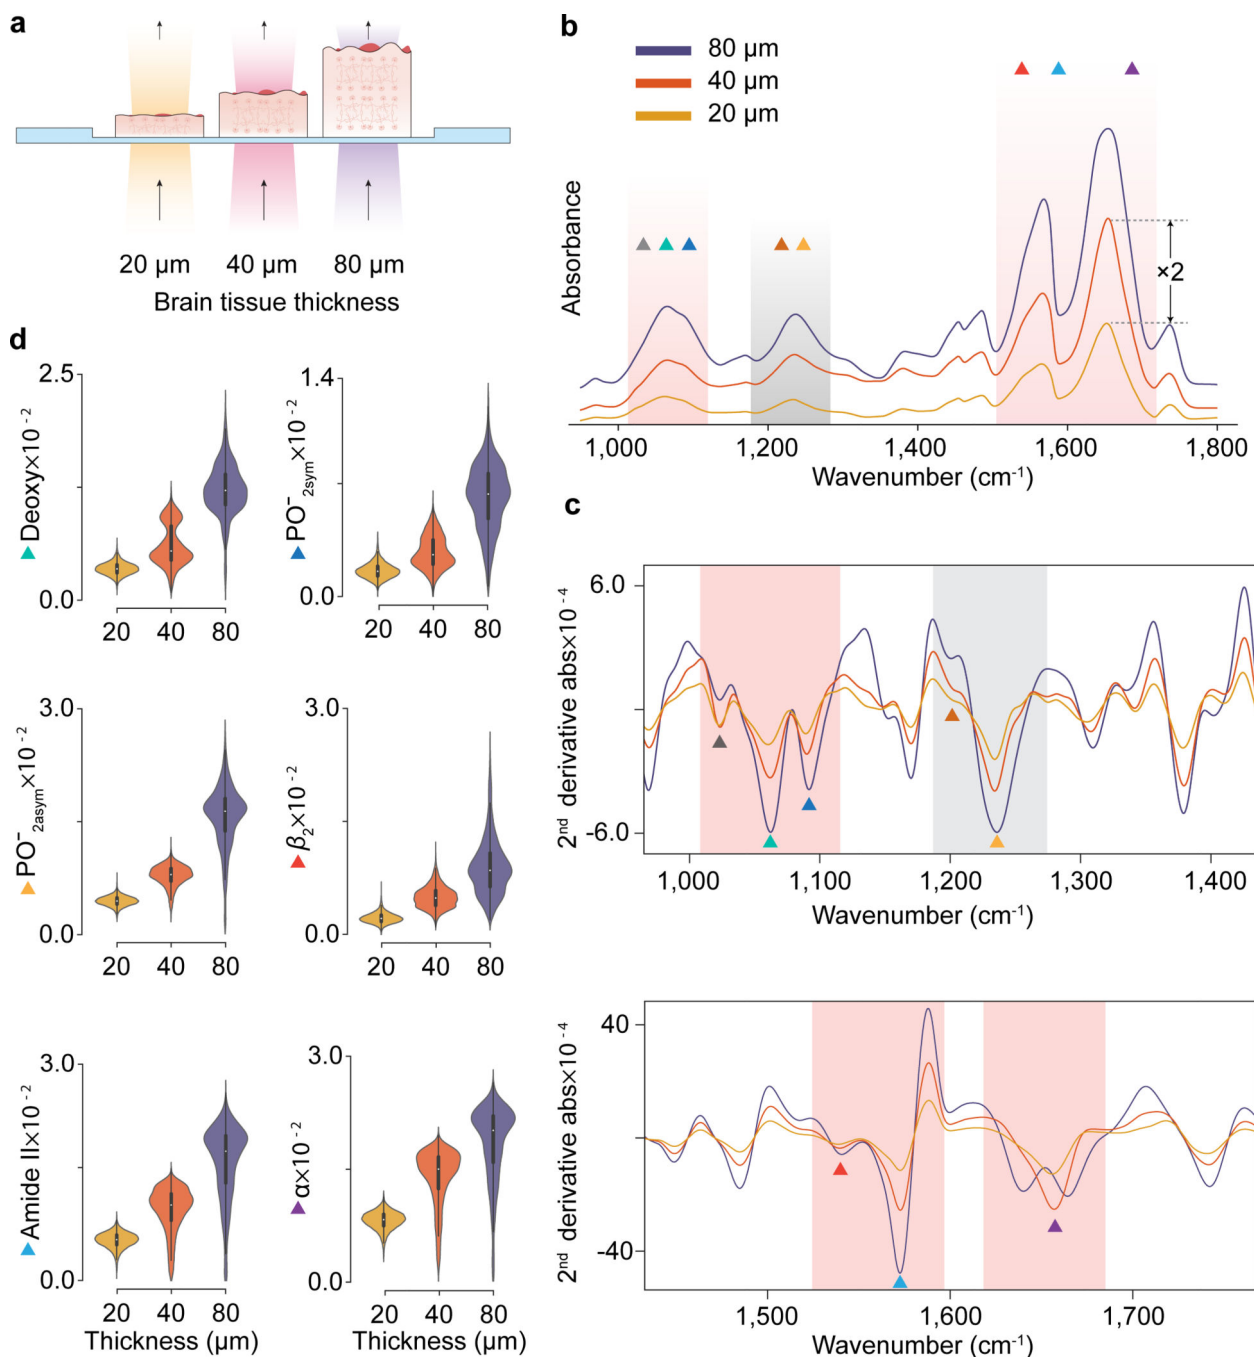 a
20 µm
40 µm
80 µm
Brain tissue thickness
b
80 µm
40 µm
20 µm
×2
Absorbance
1,000
1,200
1,400
1,600
1,800
Wavenumber (cm⁻¹)
c
6.0
-6.0
2ⁿᵈ derivative abs×10⁻⁴
1,000
1,100
1,200
1,300
1,400
Wavenumber (cm⁻¹)
40
-40
2ⁿᵈ derivative abs×10⁻⁴
1,500
1,600
1,700
Wavenumber (cm⁻¹)
d
2.5
0.0
Deoxy×10⁻²
20
40
80
1.4
0.0
PO⁻2sym×10⁻²
20
40
80
3.0
0.0
PO⁻2asym×10⁻²
20
40
80
3.0
0.0
β₂×10⁻²
20
40
80
3.0
0.0
Amide II×10⁻²
20
40
80
Thickness (µm)
3.0
0.0
α×10⁻²
20
40
80
Thickness (µm)